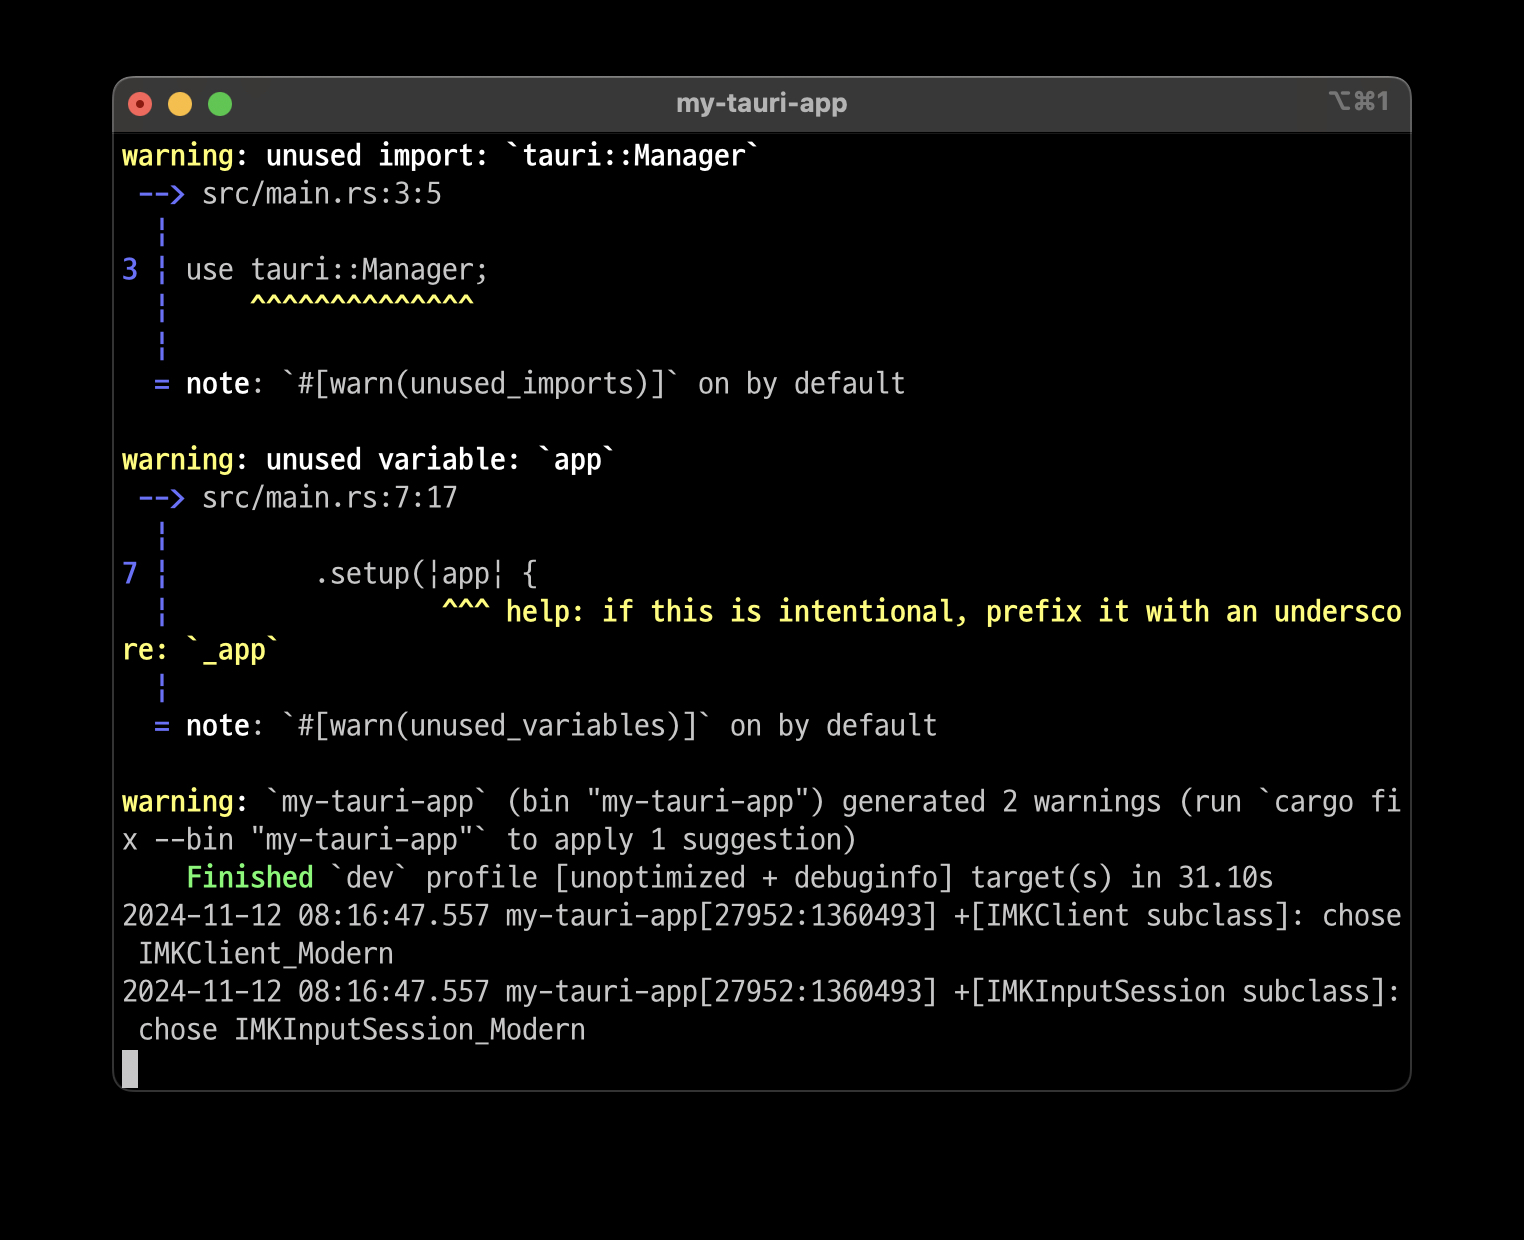 my-tauri-app
⌥⌘1
warning: unused import: `tauri::Manager`
 --> src/main.rs:3:5
  ¦
3 ¦ use tauri::Manager;
  ¦     ^^^^^^^^^^^^^^
  ¦
  = note: `#[warn(unused_imports)]` on by default

warning: unused variable: `app`
 --> src/main.rs:7:17
  ¦
7 ¦         .setup(¦app¦ {
  ¦                 ^^^ help: if this is intentional, prefix it with an undersco
re: `_app`
  ¦
  = note: `#[warn(unused_variables)]` on by default

warning: `my-tauri-app` (bin "my-tauri-app") generated 2 warnings (run `cargo fi
x --bin "my-tauri-app"` to apply 1 suggestion)
    Finished `dev` profile [unoptimized + debuginfo] target(s) in 31.10s
2024-11-12 08:16:47.557 my-tauri-app[27952:1360493] +[IMKClient subclass]: chose
 IMKClient_Modern
2024-11-12 08:16:47.557 my-tauri-app[27952:1360493] +[IMKInputSession subclass]:
 chose IMKInputSession_Modern